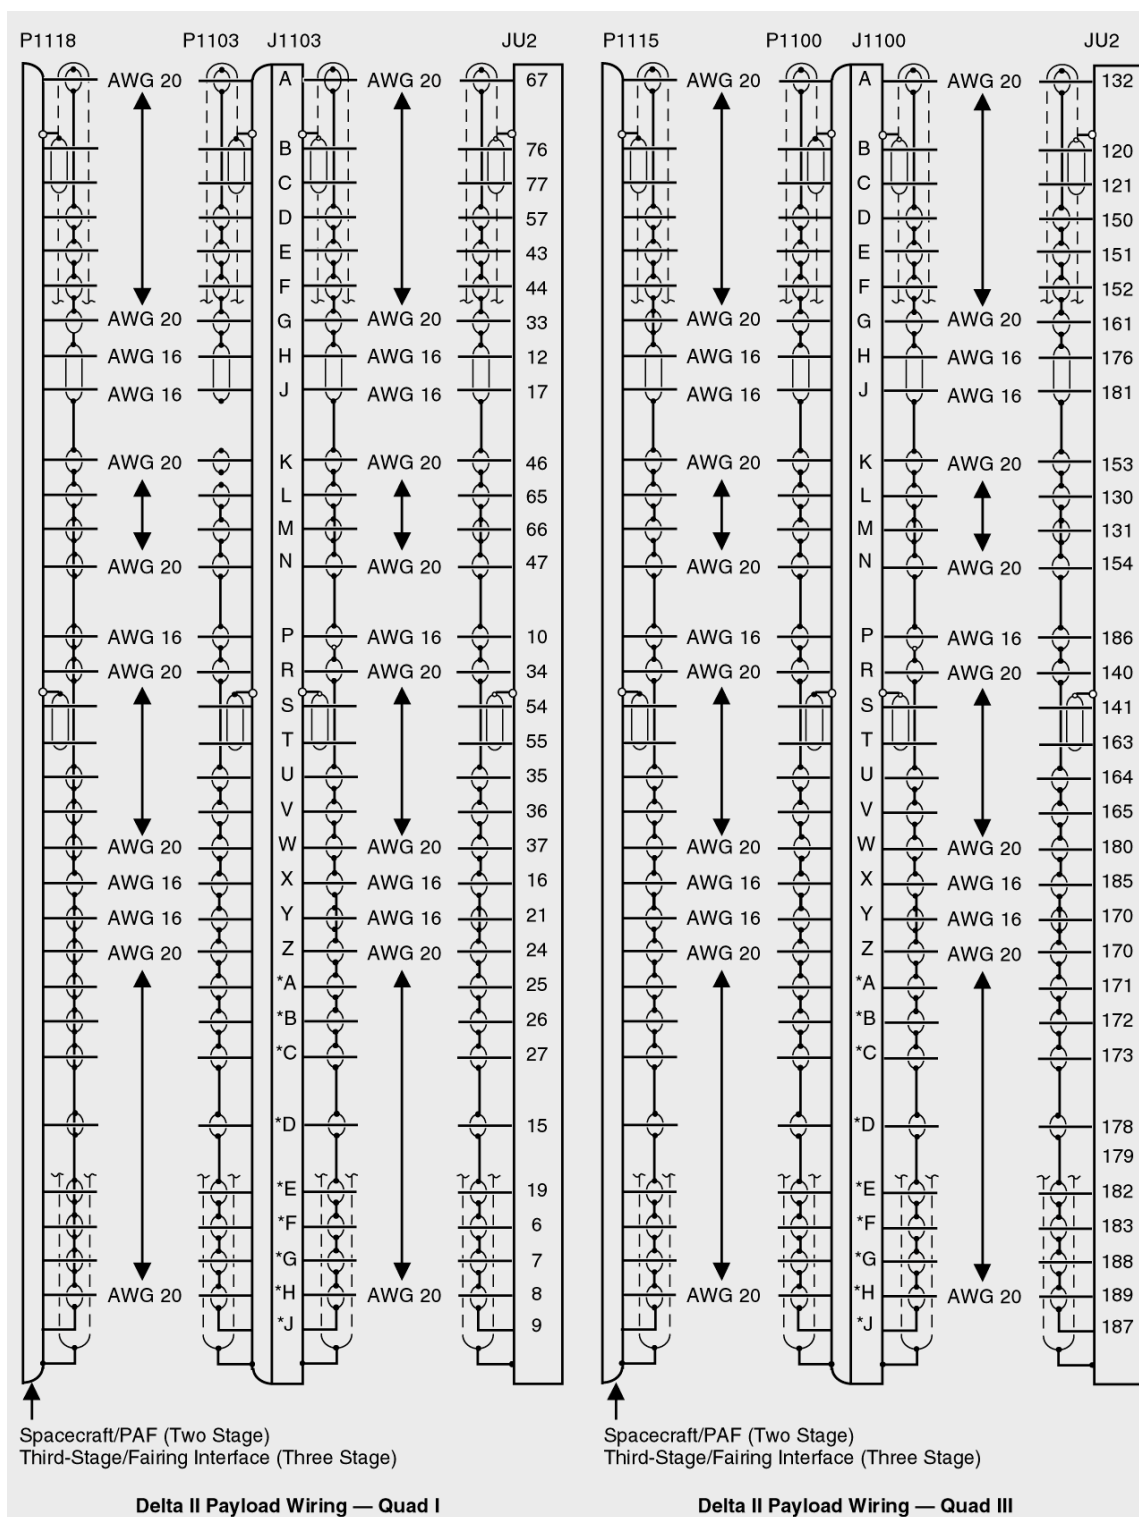 P1118 P1103 J1103 JU2 P1115 P1100 J1100 JU2
AWG 20 A AWG 20 67 AWG 20 A AWG 20 132
B 76 B 120
C 77 C 121
D 57 D 150
E 43 E 151
F 44 F 152
AWG 20 G AWG 20 33 AWG 20 G AWG 20 161
AWG 16 H AWG 16 12 AWG 16 H AWG 16 176
AWG 16 J AWG 16 17 AWG 16 J AWG 16 181
AWG 20 K AWG 20 46 AWG 20 K AWG 20 153
L 65 L 130
M 66 M 131
AWG 20 N AWG 20 47 AWG 20 N AWG 20 154
AWG 16 P AWG 16 10 AWG 16 P AWG 16 186
AWG 20 R AWG 20 34 AWG 20 R AWG 20 140
S 54 S 141
T 55 T 163
U 35 U 164
V 36 V 165
AWG 20 W AWG 20 37 AWG 20 W AWG 20 180
AWG 16 X AWG 16 16 AWG 16 X AWG 16 185
AWG 16 Y AWG 16 21 AWG 16 Y AWG 16 170
AWG 20 Z AWG 20 24 AWG 20 Z AWG 20 170
*A 25 *A 171
*B 26 *B 172
*C 27 *C 173
*D 15 *D 178
179
*E 19 *E 182
*F 6 *F 183
*G 7 *G 188
AWG 20 *H AWG 20 8 AWG 20 *H AWG 20 189
*J 9 *J 187
Spacecraft/PAF (Two Stage) Spacecraft/PAF (Two Stage)
Third-Stage/Fairing Interface (Three Stage) Third-Stage/Fairing Interface (Three Stage)
Delta II Payload Wiring — Quad I Delta II Payload Wiring — Quad III